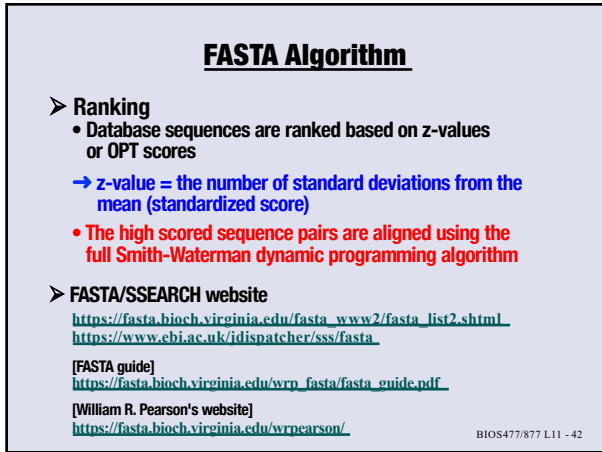 FASTA Algorithm
➢ Ranking
• Database sequences are ranked based on z-values
or OPT scores
→ z-value = the number of standard deviations from the
mean (standardized score)
• The high scored sequence pairs are aligned using the
full Smith-Waterman dynamic programming algorithm
➢ FASTA/SSEARCH website
https://fasta.bioch.virginia.edu/fasta_www2/fasta_list2.shtml
https://www.ebi.ac.uk/jdispatcher/sss/fasta
[FASTA guide]
https://fasta.bioch.virginia.edu/wrp_fasta/fasta_guide.pdf
[William R. Pearson's website]
https://fasta.bioch.virginia.edu/wrpearson/
BIOS477/877 L11 - 42